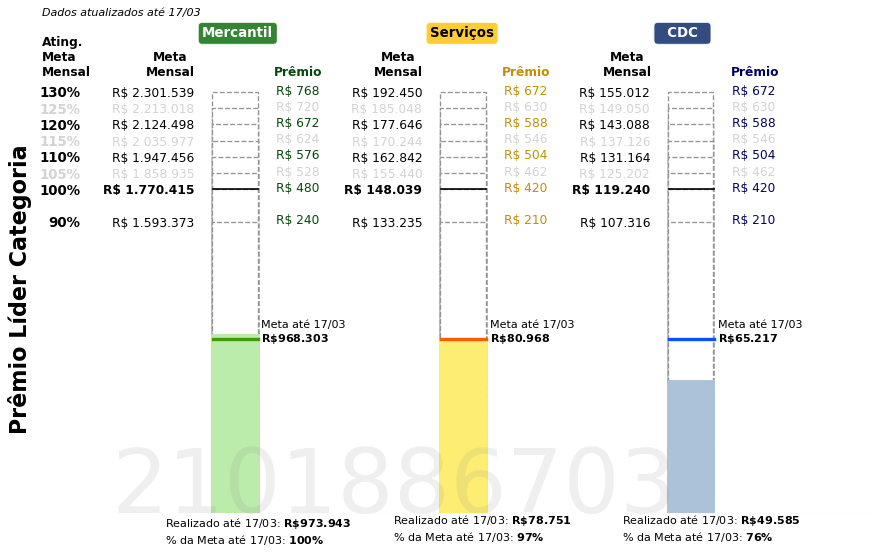 Dados atualizados até 17/03
Mercantil
Serviços
CDC
Ating.
Meta
Mensal
Meta
Mensal
Prêmio
Meta
Mensal
Prêmio
Meta
Mensal
Prêmio
130% R$ 2.301.539 R$ 768 R$ 192.450 R$ 672 R$ 155.012 R$ 672
125% R$ 2.213.018 R$ 720 R$ 185.048 R$ 630 R$ 149.050 R$ 630
120% R$ 2.124.498 R$ 672 R$ 177.646 R$ 588 R$ 143.088 R$ 588
115% R$ 2.035.977 R$ 624 R$ 170.244 R$ 546 R$ 137.126 R$ 546
110% R$ 1.947.456 R$ 576 R$ 162.842 R$ 504 R$ 131.164 R$ 504
105% R$ 1.858.935 R$ 528 R$ 155.440 R$ 462 R$ 125.202 R$ 462
100% R$ 1.770.415 R$ 480 R$ 148.039 R$ 420 R$ 119.240 R$ 420
90% R$ 1.593.373 R$ 240 R$ 133.235 R$ 210 R$ 107.316 R$ 210
Prêmio Líder Categoria
Meta até 17/03
R$968.303
Meta até 17/03
R$80.968
Meta até 17/03
R$65.217
2101886703
Realizado até 17/03: R$973.943
% da Meta até 17/03: 100%
Realizado até 17/03: R$78.751
% da Meta até 17/03: 97%
Realizado até 17/03: R$49.585
% da Meta até 17/03: 76%